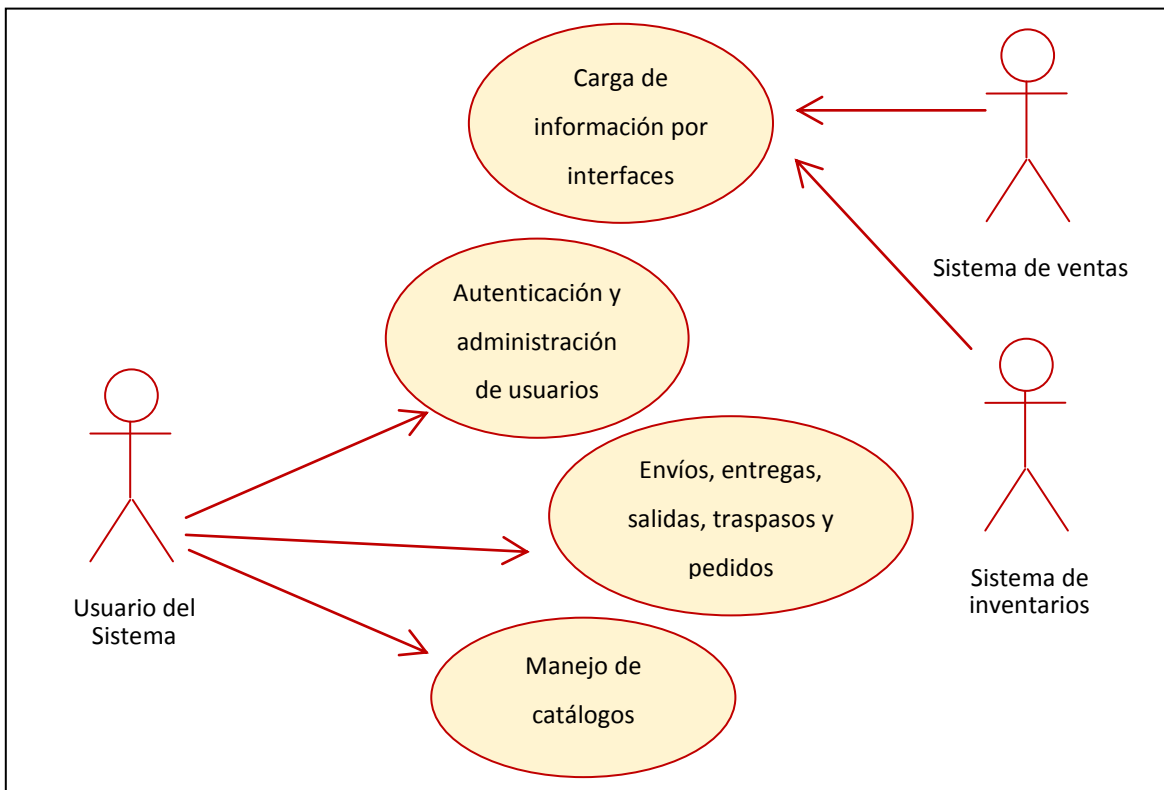 Carga de
información por
interfaces
Sistema de ventas
Autenticación y
administración
de usuarios
Envíos, entregas,
salidas, traspasos y
pedidos
Usuario del
Sistema
Sistema de
inventarios
Manejo de
catálogos